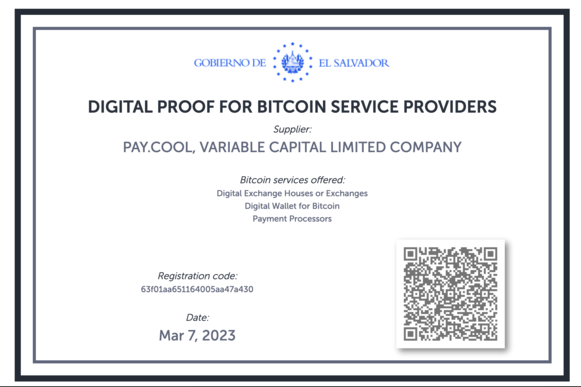 GOBIERNO DE EL SALVADOR
DIGITAL PROOF FOR BITCOIN SERVICE PROVIDERS
Supplier:
PAY.COOL, VARIABLE CAPITAL LIMITED COMPANY
Bitcoin services offered:
Digital Exchange Houses or Exchanges
Digital Wallet for Bitcoin
Payment Processors
Registration code:
63f01aa651164005aa47a430
Date:
Mar 7, 2023